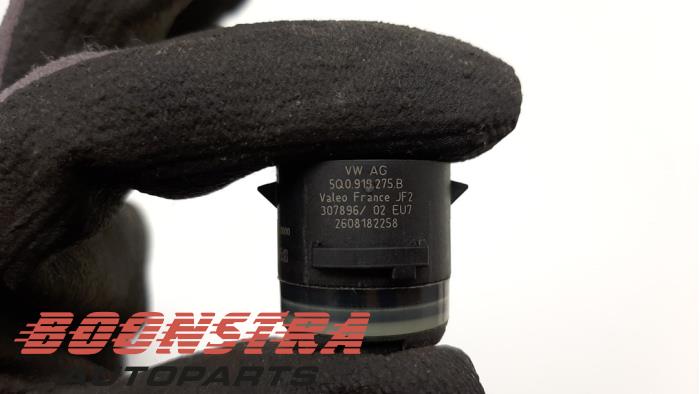 VW AG
5Q0.919.275.B
Valeo France JF2
307896/ 02 EU7
2608182258
BOONSTRA
AUTOPARTS